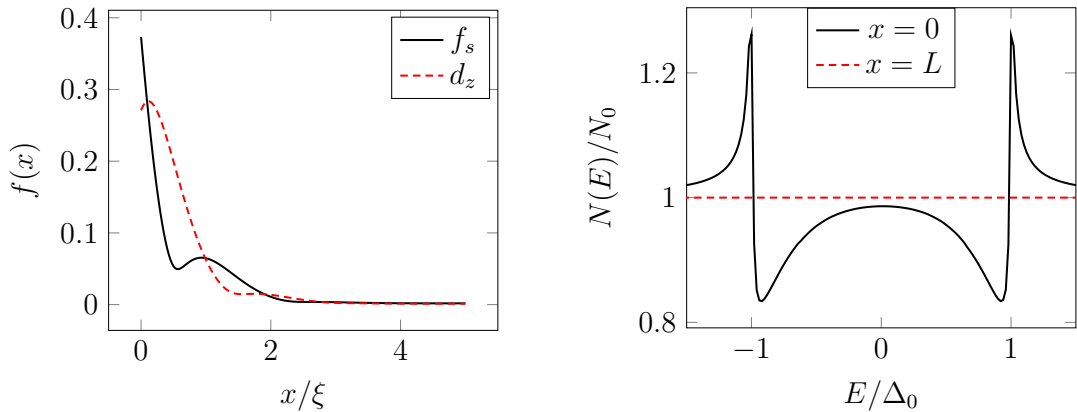 0.4
0.3
0.2
0.1
0
f(x)
0
2
4
x/ξ
f_s
d_z
1.2
1
0.8
N(E)/N_0
−1
0
1
E/Δ_0
x = 0
x = L